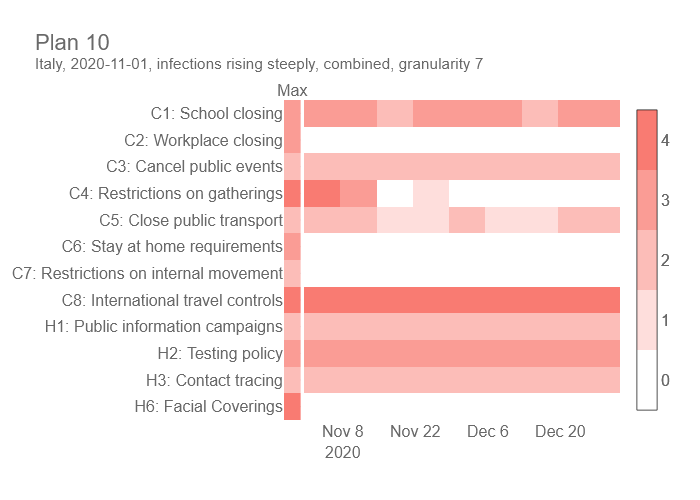 Plan 10
Italy, 2020-11-01, infections rising steeply, combined, granularity 7
Max
C1: School closing
C2: Workplace closing
C3: Cancel public events
C4: Restrictions on gatherings
C5: Close public transport
C6: Stay at home requirements
C7: Restrictions on internal movement
C8: International travel controls
H1: Public information campaigns
H2: Testing policy
H3: Contact tracing
H6: Facial Coverings
Nov 8 Nov 22 Dec 6 Dec 20
2020
4
3
2
1
0